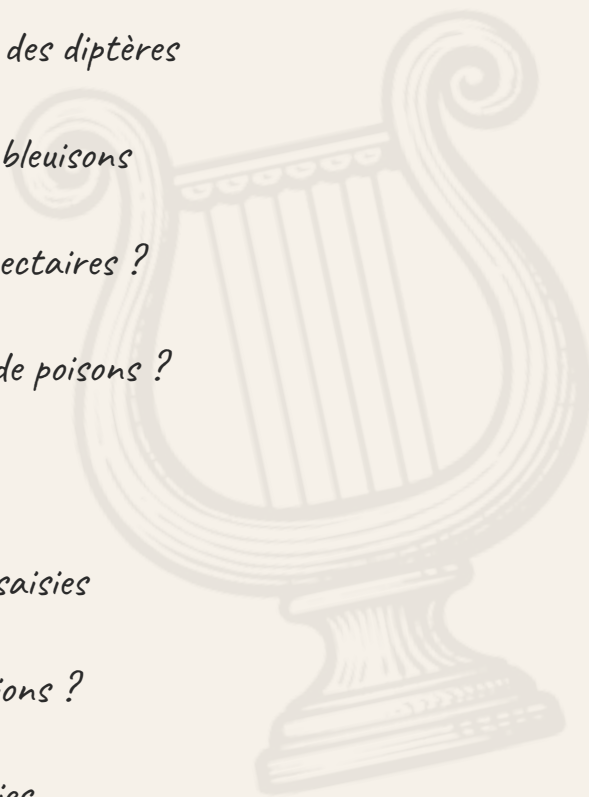 des diptères
bleuisons
ectaires ?
de poisons ?
saisies
ions ?